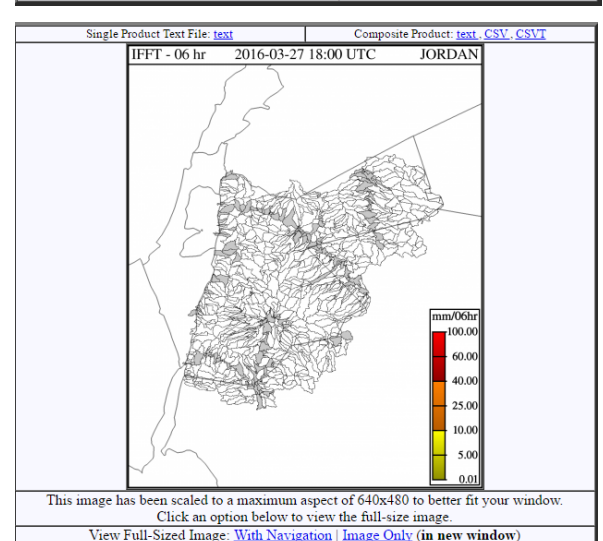 Single Product Text File: text
Composite Product: text , CSV , CSVT
IFFT - 06 hr 2016-03-27 18:00 UTC JORDAN
mm/06hr
100.00
60.00
40.00
25.00
10.00
5.00
0.01
This image has been scaled to a maximum aspect of 640x480 to better fit your window.
Click an option below to view the full-size image.
View Full-Sized Image: With Navigation | Image Only (in new window)